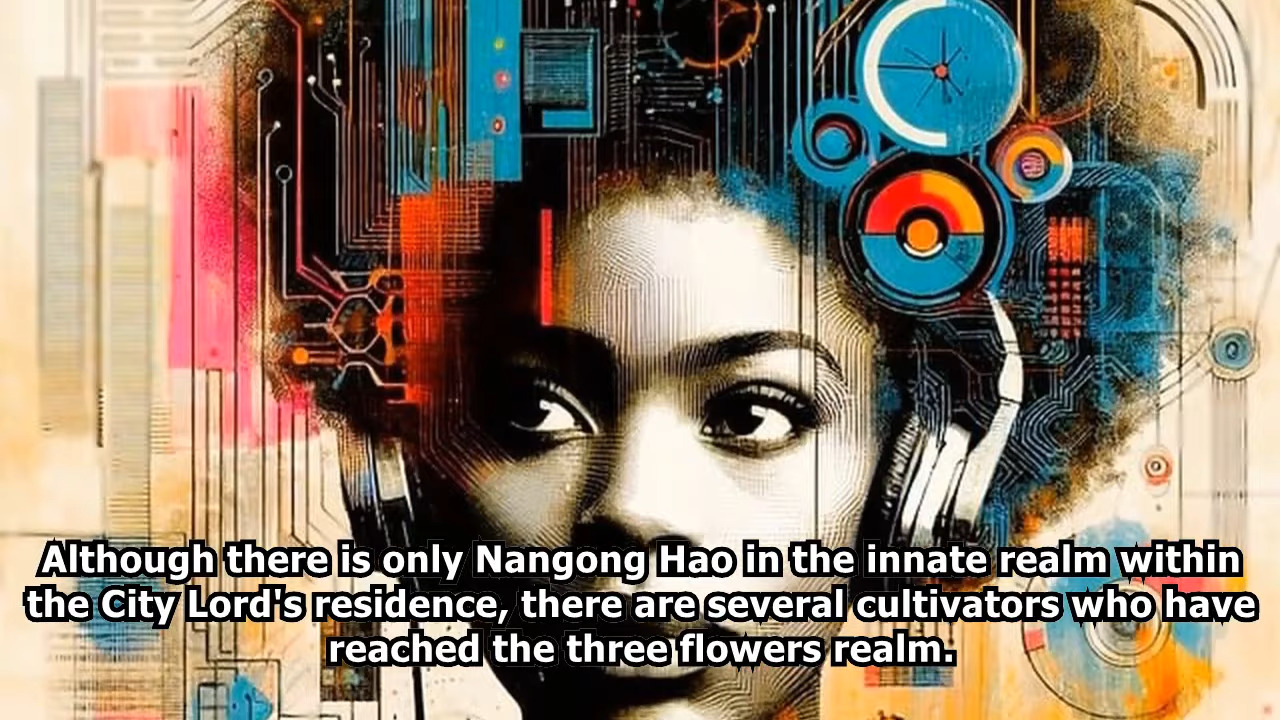 Although there is only Nangong Hao in the innate realm within
the City Lord's residence, there are several cultivators who have
reached the three flowers realm.